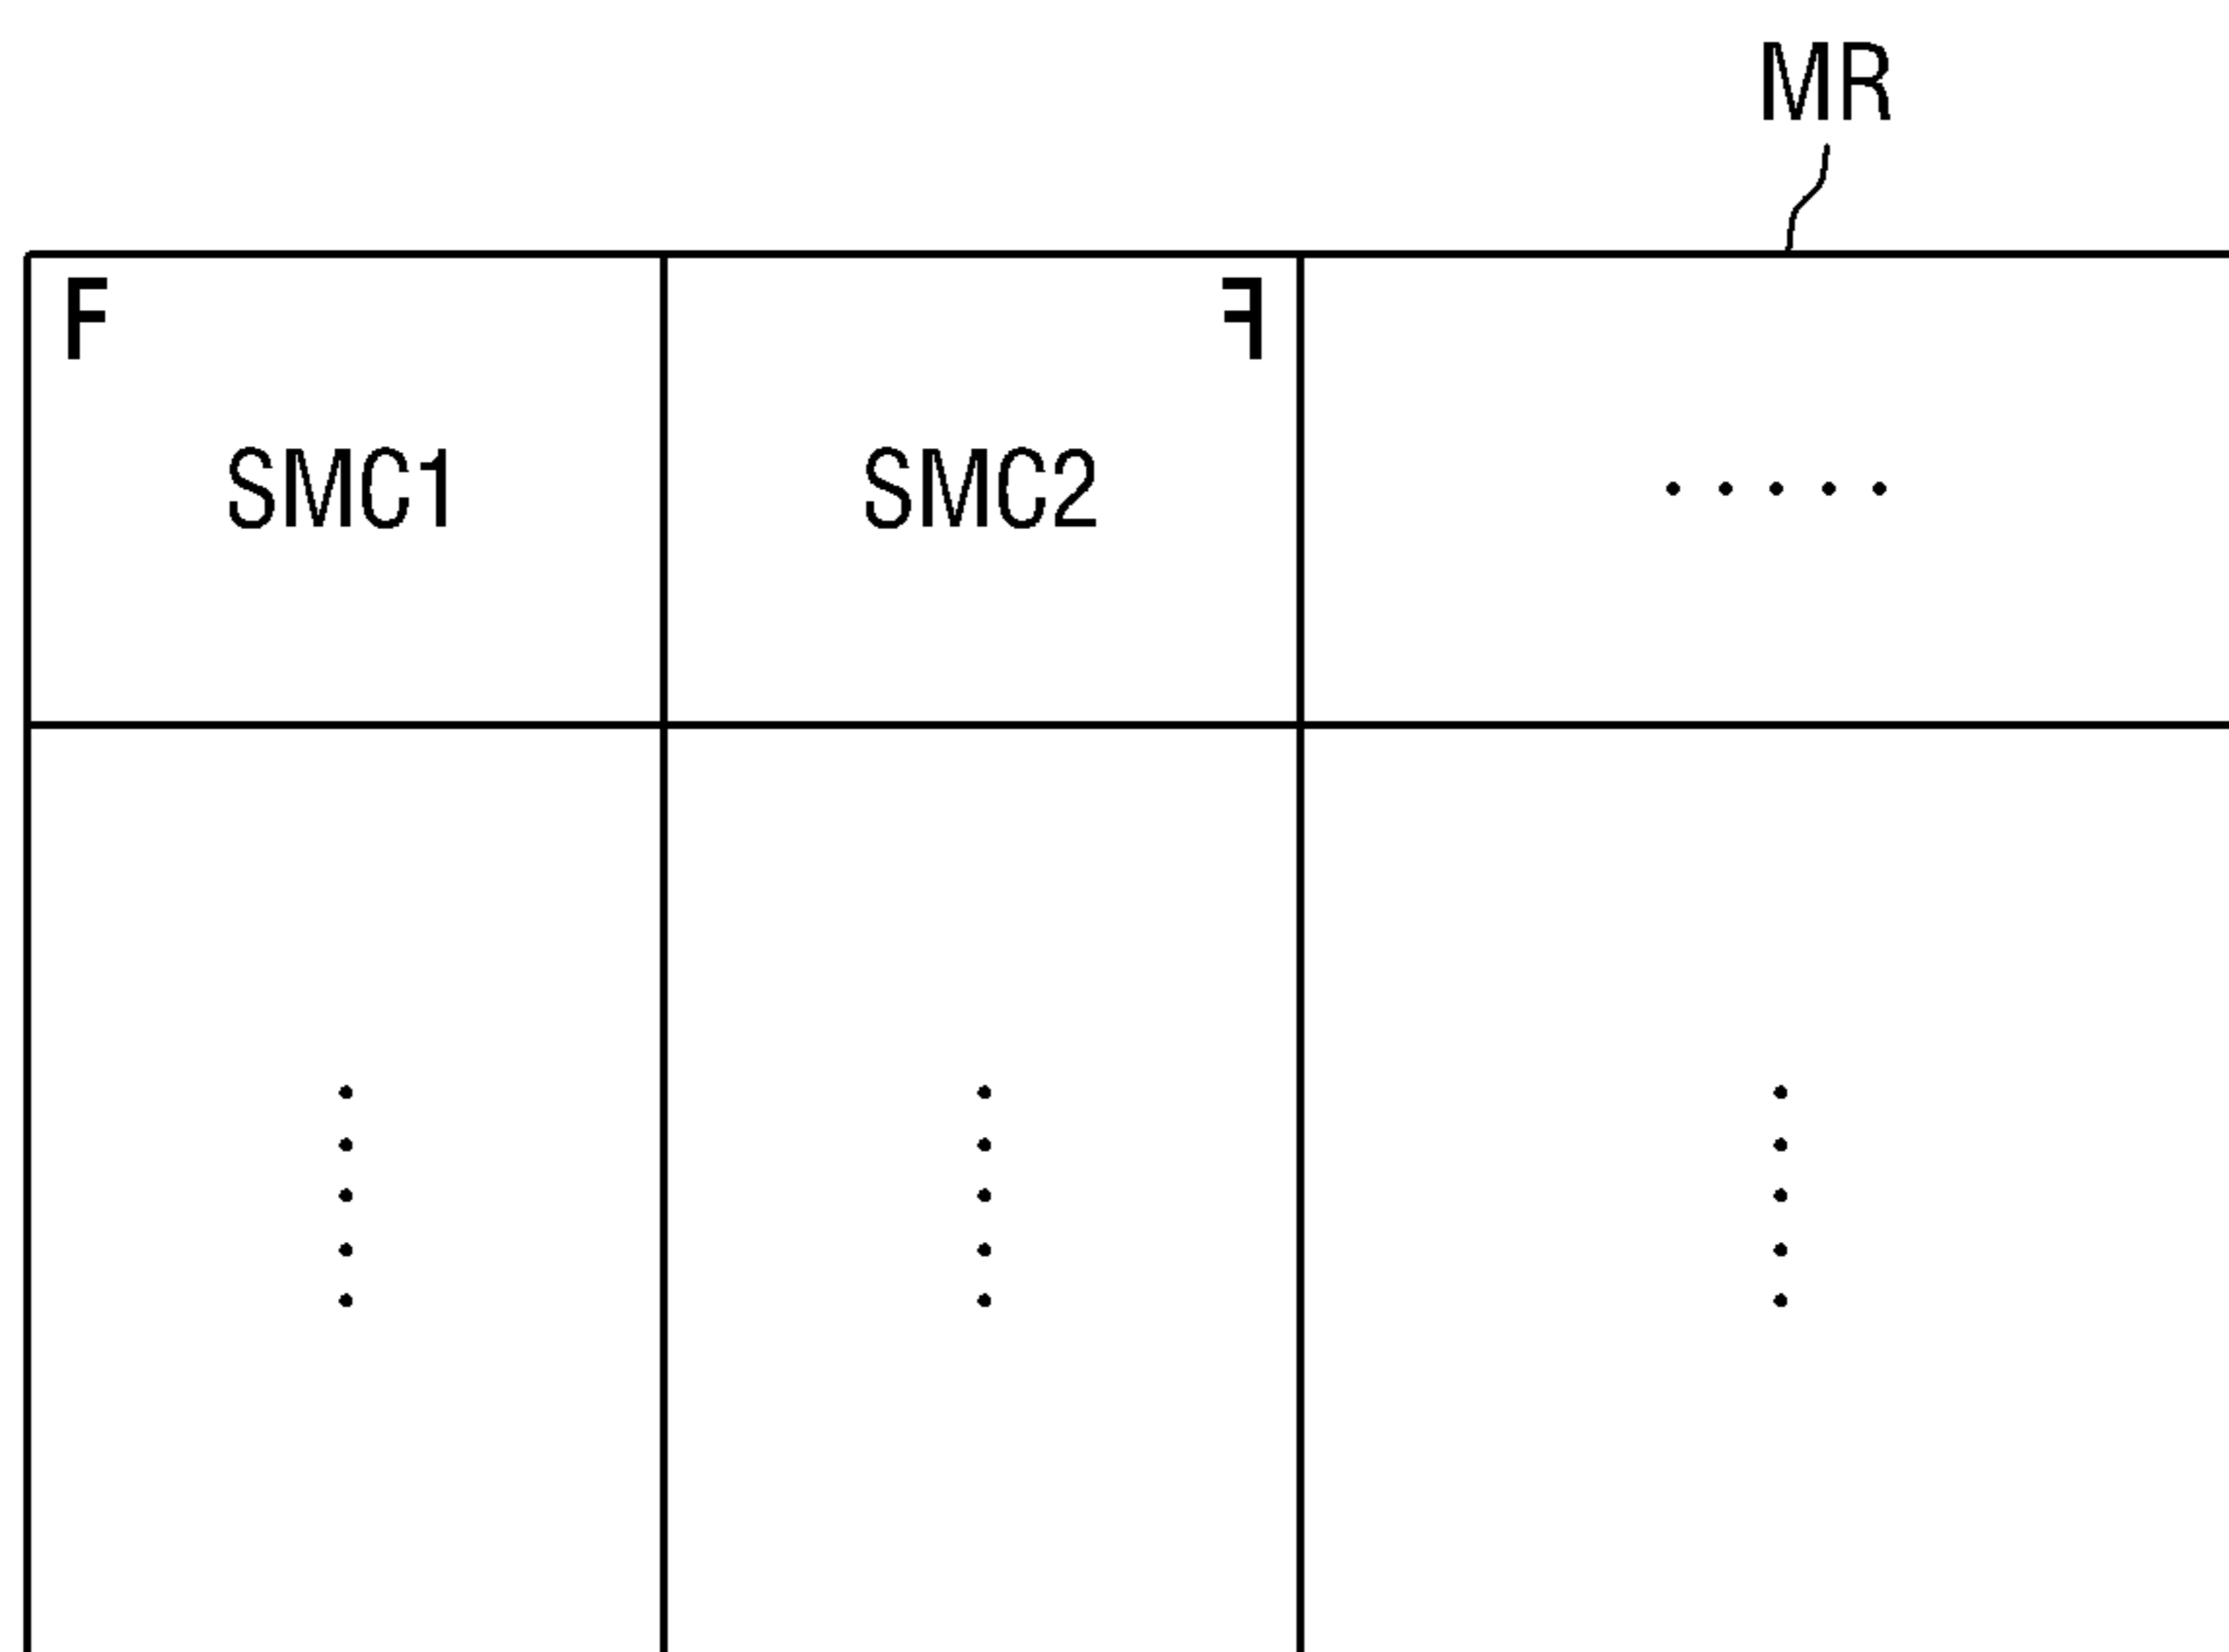 MR
F ꟻ
SMC1 SMC2 .....